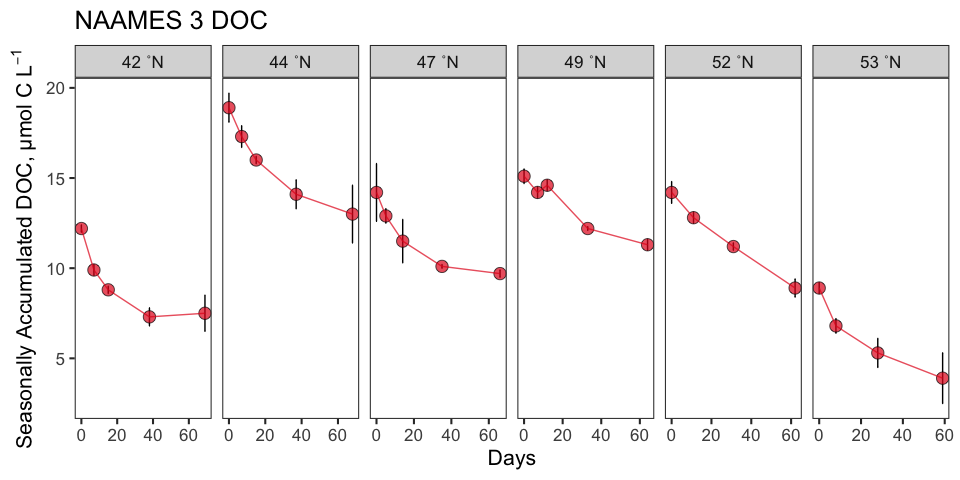 NAAMES 3 DOC
42 °N 44 °N 47 °N 49 °N 52 °N 53 °N
Seasonally Accumulated DOC, μmol C L⁻¹
20
15
10
5
0 20 40 60 0 20 40 60 0 20 40 60 0 20 40 60 0 20 40 60 0 20 40 60
Days